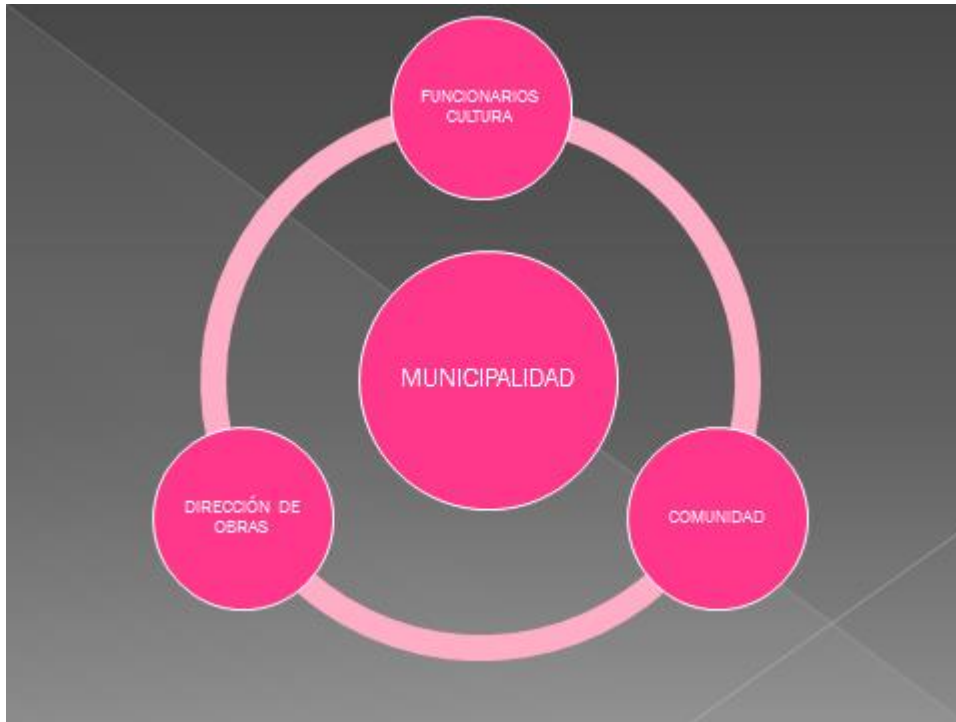 FUNCIONARIOS
CULTURA
MUNICIPALIDAD
DIRECCIÓN DE
OBRAS
COMUNIDAD